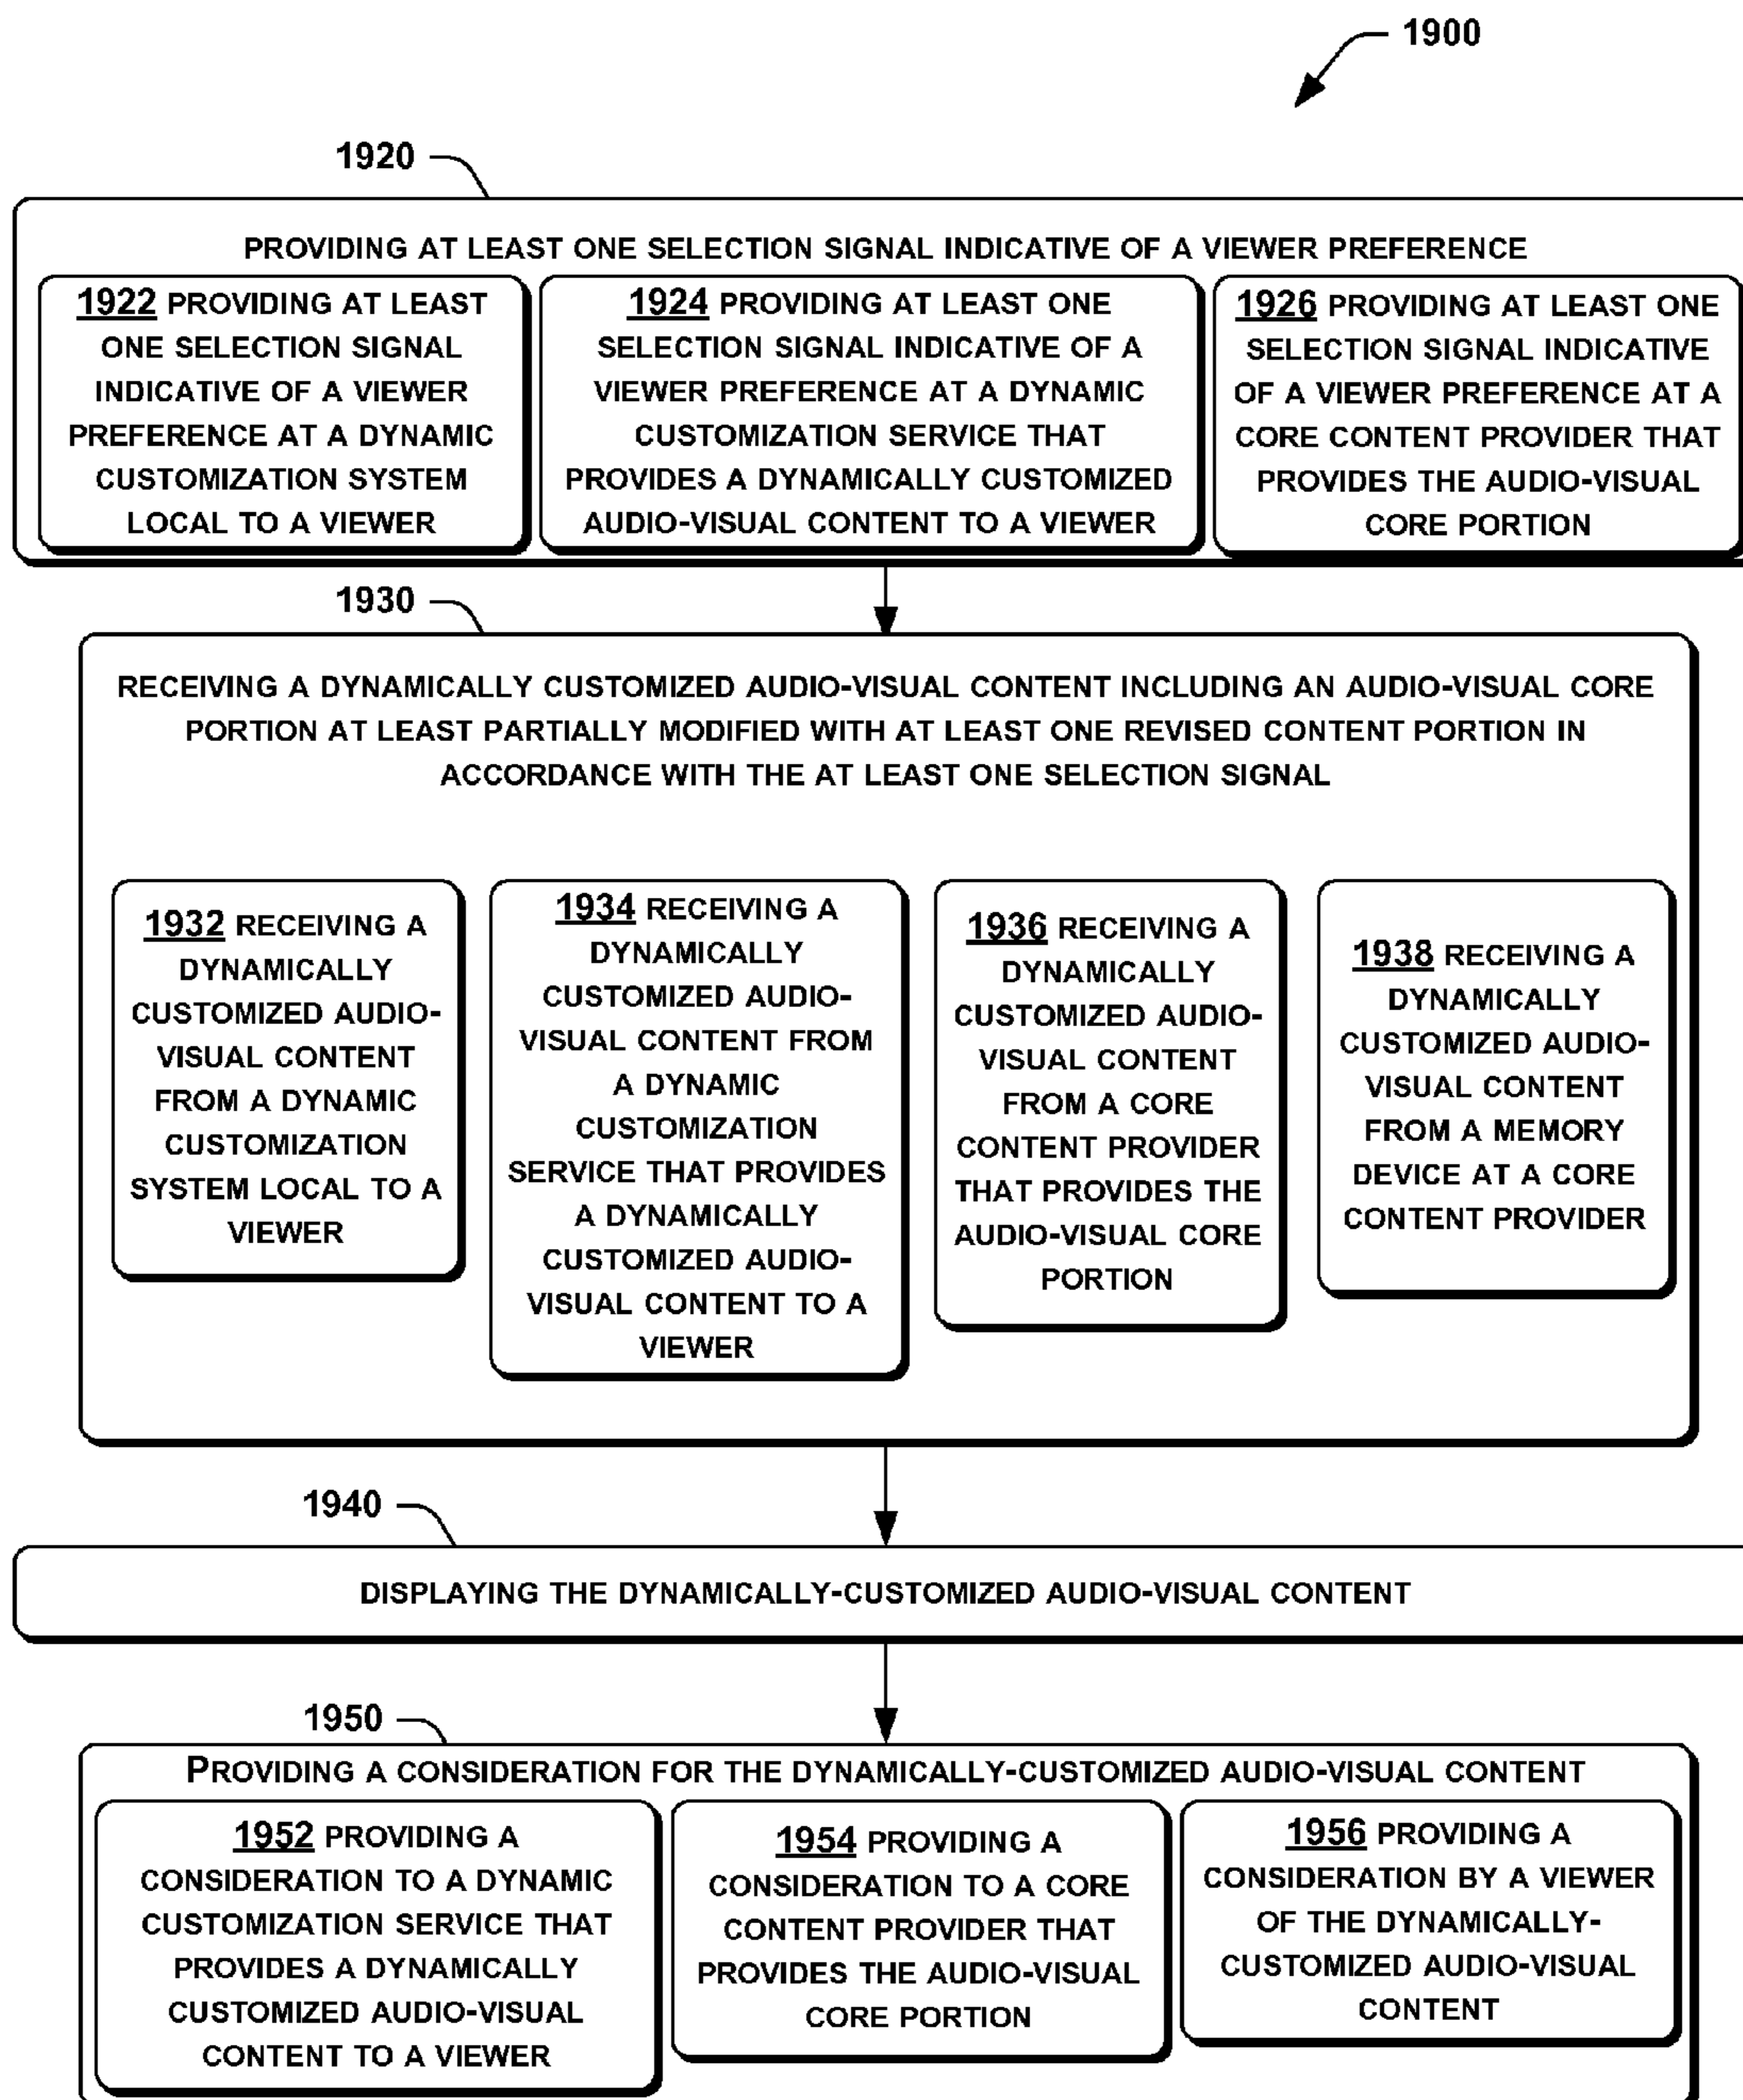 1900
1920
PROVIDING AT LEAST ONE SELECTION SIGNAL INDICATIVE OF A VIEWER PREFERENCE
1922 PROVIDING AT LEAST
ONE SELECTION SIGNAL
INDICATIVE OF A VIEWER
PREFERENCE AT A DYNAMIC
CUSTOMIZATION SYSTEM
LOCAL TO A VIEWER
1924 PROVIDING AT LEAST ONE
SELECTION SIGNAL INDICATIVE OF A
VIEWER PREFERENCE AT A DYNAMIC
CUSTOMIZATION SERVICE THAT
PROVIDES A DYNAMICALLY CUSTOMIZED
AUDIO-VISUAL CONTENT TO A VIEWER
1926 PROVIDING AT LEAST ONE
SELECTION SIGNAL INDICATIVE
OF A VIEWER PREFERENCE AT A
CORE CONTENT PROVIDER THAT
PROVIDES THE AUDIO-VISUAL
CORE PORTION
1930
RECEIVING A DYNAMICALLY CUSTOMIZED AUDIO-VISUAL CONTENT INCLUDING AN AUDIO-VISUAL CORE
PORTION AT LEAST PARTIALLY MODIFIED WITH AT LEAST ONE REVISED CONTENT PORTION IN
ACCORDANCE WITH THE AT LEAST ONE SELECTION SIGNAL
1932 RECEIVING A
DYNAMICALLY
CUSTOMIZED AUDIO-
VISUAL CONTENT
FROM A DYNAMIC
CUSTOMIZATION
SYSTEM LOCAL TO A
VIEWER
1934 RECEIVING A
DYNAMICALLY
CUSTOMIZED AUDIO-
VISUAL CONTENT FROM
A DYNAMIC
CUSTOMIZATION
SERVICE THAT PROVIDES
A DYNAMICALLY
CUSTOMIZED AUDIO-
VISUAL CONTENT TO A
VIEWER
1936 RECEIVING A
DYNAMICALLY
CUSTOMIZED AUDIO-
VISUAL CONTENT
FROM A CORE
CONTENT PROVIDER
THAT PROVIDES THE
AUDIO-VISUAL CORE
PORTION
1938 RECEIVING A
DYNAMICALLY
CUSTOMIZED AUDIO-
VISUAL CONTENT
FROM A MEMORY
DEVICE AT A CORE
CONTENT PROVIDER
1940
DISPLAYING THE DYNAMICALLY-CUSTOMIZED AUDIO-VISUAL CONTENT
1950
PROVIDING A CONSIDERATION FOR THE DYNAMICALLY-CUSTOMIZED AUDIO-VISUAL CONTENT
1952 PROVIDING A
CONSIDERATION TO A DYNAMIC
CUSTOMIZATION SERVICE THAT
PROVIDES A DYNAMICALLY
CUSTOMIZED AUDIO-VISUAL
CONTENT TO A VIEWER
1954 PROVIDING A
CONSIDERATION TO A CORE
CONTENT PROVIDER THAT
PROVIDES THE AUDIO-VISUAL
CORE PORTION
1956 PROVIDING A
CONSIDERATION BY A VIEWER
OF THE DYNAMICALLY-
CUSTOMIZED AUDIO-VISUAL
CONTENT